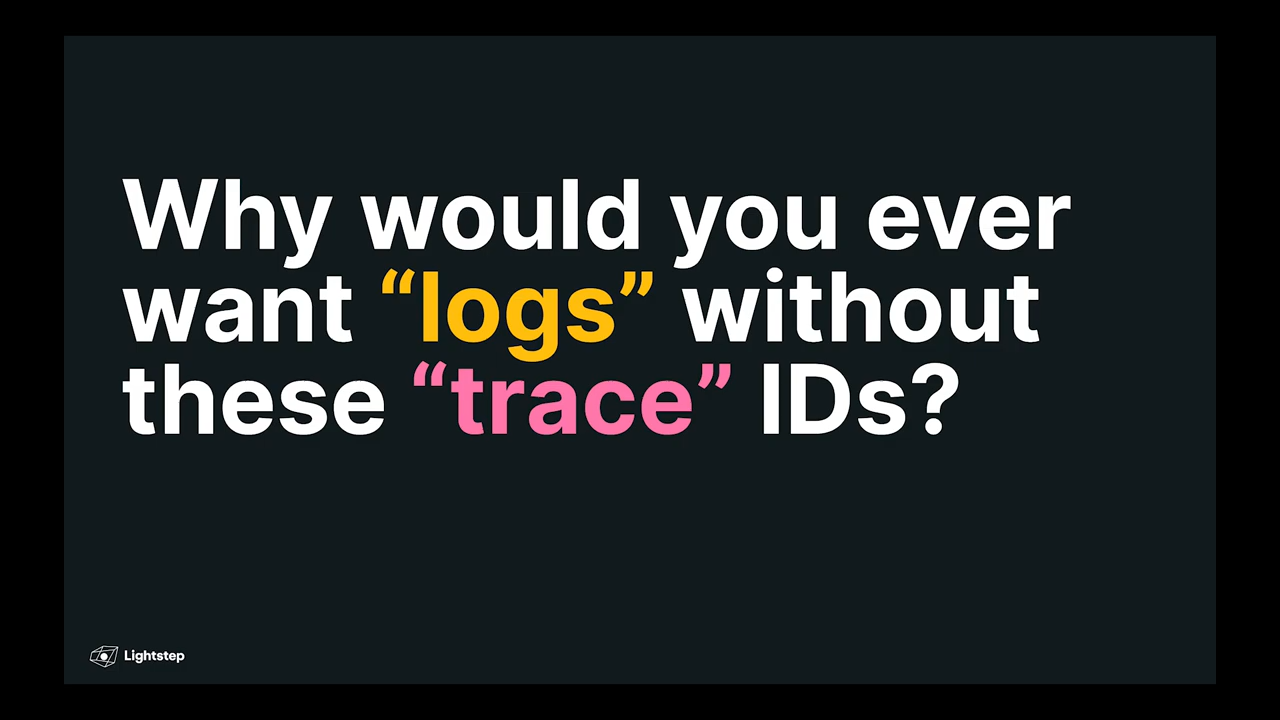 Why would you ever
want “logs” without
these “trace” IDs?
Lightstep